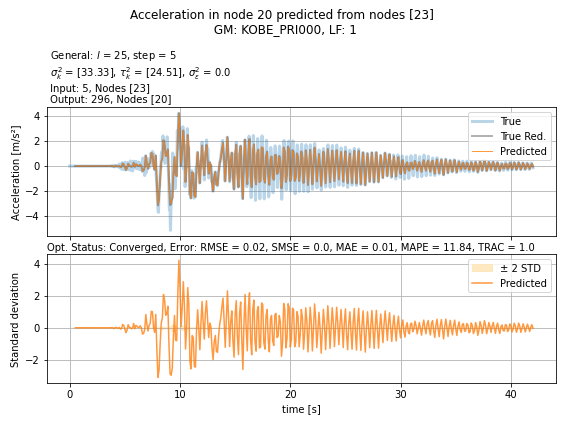 Acceleration in node 20 predicted from nodes [23]
GM: KOBE_PRI000, LF: 1
General: l = 25, step = 5
σ²ₖ = [33.33], τ²ₖ = [24.51], σ²ε = 0.0
Input: 5, Nodes [23]
Output: 296, Nodes [20]
Acceleration [m/s²]
4
2
0
−2
−4
True
True Red.
Predicted
Opt. Status: Converged, Error: RMSE = 0.02, SMSE = 0.0, MAE = 0.01, MAPE = 11.84, TRAC = 1.0
Standard deviation
4
2
0
−2
± 2 STD
Predicted
0 10 20 30 40
time [s]